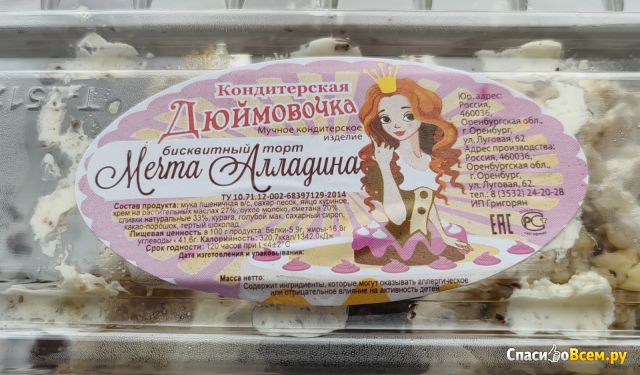 Кондитерская
Дюймовочка
Мучное кондитерское
изделие
бисквитный торт
Мечта Алладина
ТУ 10.71.12-002-68397129-2014
Состав продукта: мука пшеничная в/с, сахар-песок, яйцо куриное,
крем на растительных маслах 27%, сухое молоко, сметана 20%,
сливки натуральные 33%, курага, голубой мак, сахарный сироп,
какао-порошок, тертый шоколад.
Пищевая ценность в 100 г продукта: белки-5,9г, жиры-16,8г
углеводы - 41,6г. Калорийность: 320,7ккал/1342,0кДж
Срок годности: 120 часов при t +4±2°С
Дата изготовления и упаковывания:
Масса нетто:
Содержит ингредиенты, которые могут оказывать аллергическое
или отрицательное влияние на активность детей
Юр. адрес:
Россия,
460036,
Оренбургская обл.,
г. Оренбург,
ул. Луговая, 62
Адрес производства:
Россия, 460036,
Оренбургская обл.,
г. Оренбург,
ул. Луговая, 62,
тел.: 8 (3532) 24-20-28
ИП Григорян
ЕАС
РС
СпасибоВсем.ру